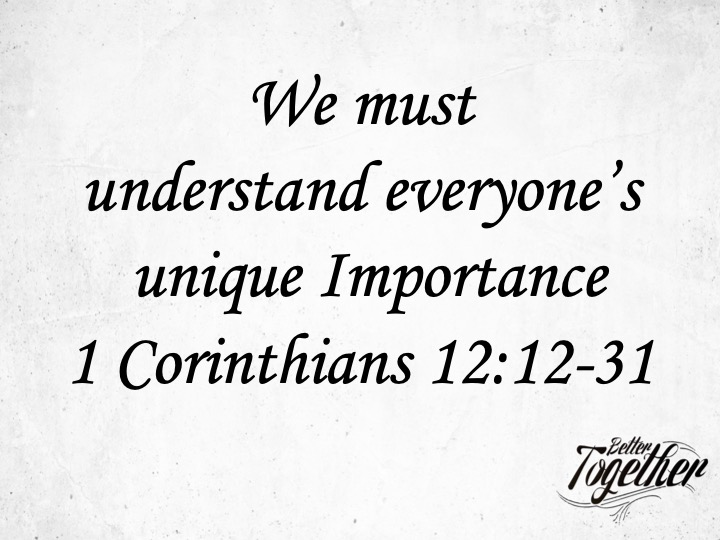 We must
understand everyone’s
unique Importance
1 Corinthians 12:12-31
Better
Together